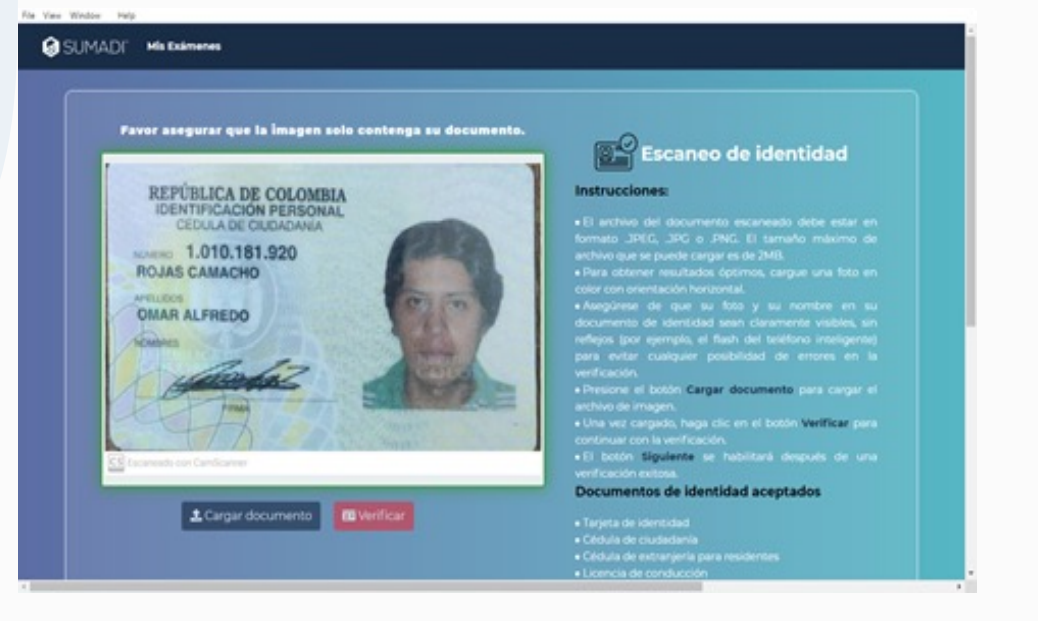 File View Window Help
SUMADI Mis Exámenes
Favor asegurar que la imagen solo contenga su documento.
REPÚBLICA DE COLOMBIA
IDENTIFICACIÓN PERSONAL
CEDULA DE CIUDADANIA
NUMERO 1.010.181.920
ROJAS CAMACHO
APELLIDOS
OMAR ALFREDO
NOMBRES
FIRMA
CS Escaneado con CamScanner
Cargar documento Verificar
Escaneo de identidad
Instrucciones:
• El archivo del documento escaneado debe estar en
formato .JPEG, .JPG o .PNG. El tamaño máximo de
archivo que se puede cargar es de 2MB.
• Para obtener resultados óptimos, cargue una foto en
color con orientación horizontal.
• Asegúrese de que su foto y su nombre en su
documento de identidad sean claramente visibles, sin
reflejos (por ejemplo, el flash del teléfono inteligente)
para evitar cualquier posibilidad de errores en la
verificación.
• Presione el botón Cargar documento para cargar el
archivo de imagen.
• Una vez cargado, haga clic en el botón Verificar para
continuar con la verificación.
• El botón Siguiente se habilitará después de una
verificación exitosa.
Documentos de identidad aceptados
• Tarjeta de identidad
• Cédula de ciudadanía
• Cédula de extranjería para residentes
• Licencia de conducción